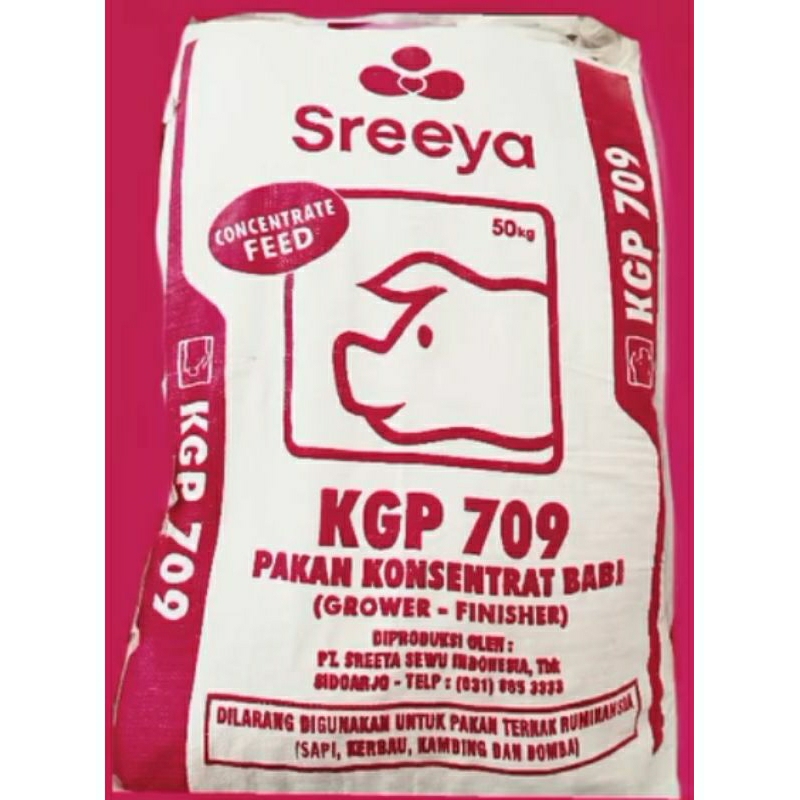 Sreeya
CONCENTRATE
FEED
50kg
KGP 709
KGP 709
KGP 709
PAKAN KONSENTRAT BABI
(GROWER - FINISHER)
DIPRODUKSI OLEH :
PT. SREEYA SEWU INDONESIA, Tbk
SIDOARJO - TELP : (031) 885 3333
DILARANG DIGUNAKAN UNTUK PAKAN TERNAK RUMINANSIA
(SAPI, KERBAU, KAMBING DAN DOMBA)